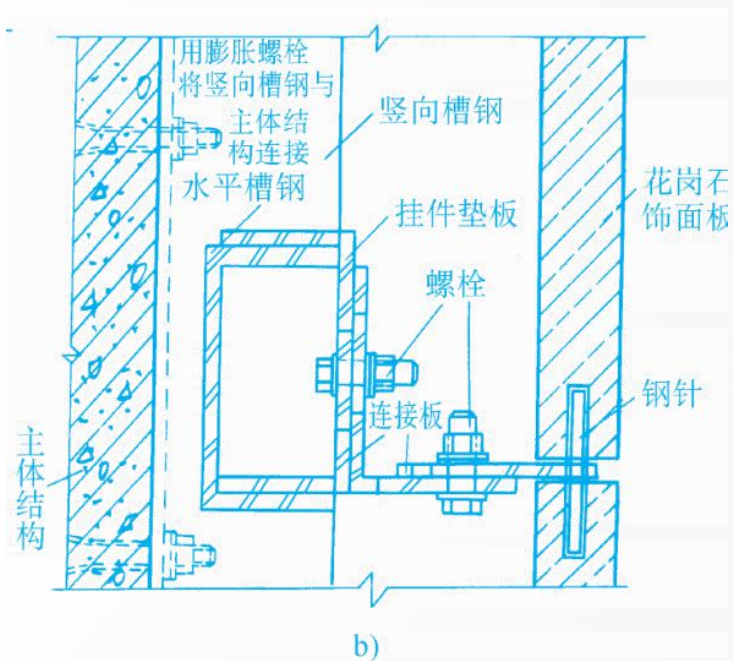 用膨胀螺栓
将竖向槽钢与
主体结
构连接
水平槽钢
竖向槽钢
挂件垫板
花岗石
饰面板
螺栓
连接板
钢针
主体结构
b)